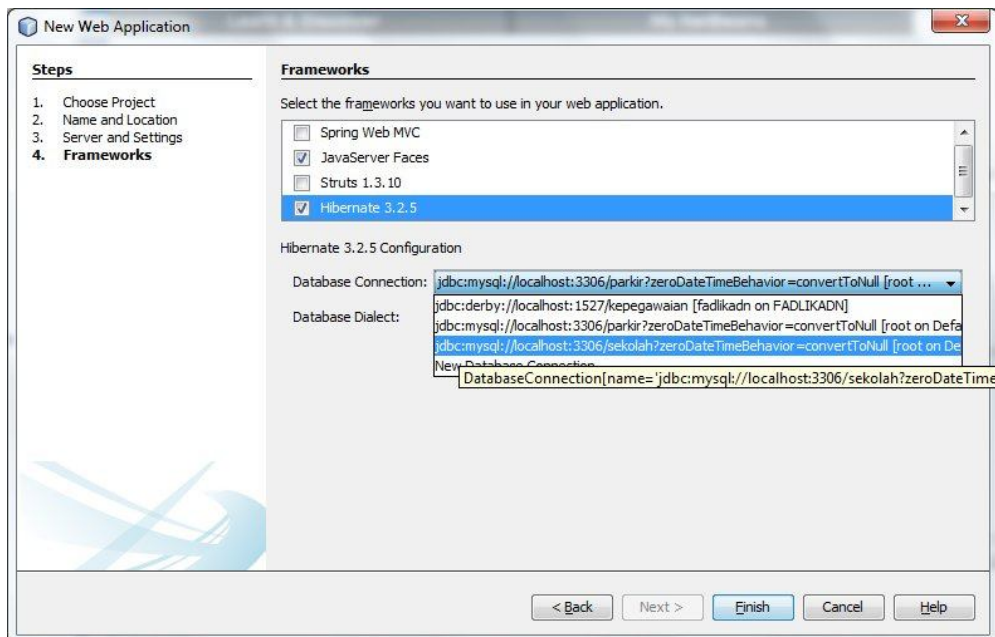 New Web Application
Steps
1. Choose Project
2. Name and Location
3. Server and Settings
4. Frameworks
Frameworks
Select the frameworks you want to use in your web application.
Spring Web MVC
JavaServer Faces
Struts 1.3.10
Hibernate 3.2.5
Hibernate 3.2.5 Configuration
Database Connection: jdbc:mysql://localhost:3306/parkir?zeroDateTimeBehavior=convertToNull [root ...
jdbc:derby://localhost:1527/kepegawaian [fadlikadn on FADLIKADN]
Database Dialect:
jdbc:mysql://localhost:3306/parkir?zeroDateTimeBehavior=convertToNull [root on Defa
jdbc:mysql://localhost:3306/sekolah?zeroDateTimeBehavior=convertToNull [root on De
New Database Connection
DatabaseConnection[name='jdbc:mysql://localhost:3306/sekolah?zeroDateTime
< Back
Next >
Finish
Cancel
Help